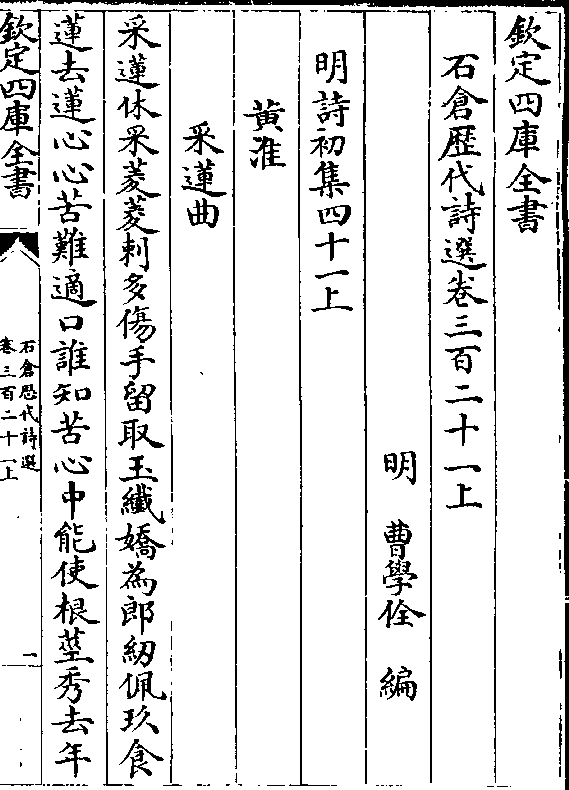 欽定四庫全書
石倉歴代詩選卷三百二十一上
明 曹學佺 編
明詩初集四十一上
黃淮
采蓮曲
采蓮休采菱菱刺多傷手留取玉纖嬌為郎紉佩玖食
蓮去蓮心心苦難適口誰知苦心中能使根莖秀去年
欽定四庫全書
石倉歴代詩選
卷三百二十一上
一